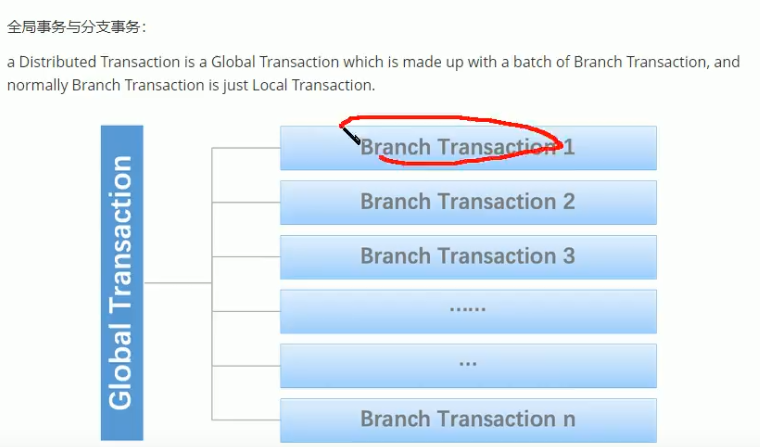 全局事务与分支事务：
a Distributed Transaction is a Global Transaction which is made up with a batch of Branch Transaction, and
normally Branch Transaction is just Local Transaction.
Global Transaction
Branch Transaction 1
Branch Transaction 2
Branch Transaction 3
......
...
Branch Transaction n